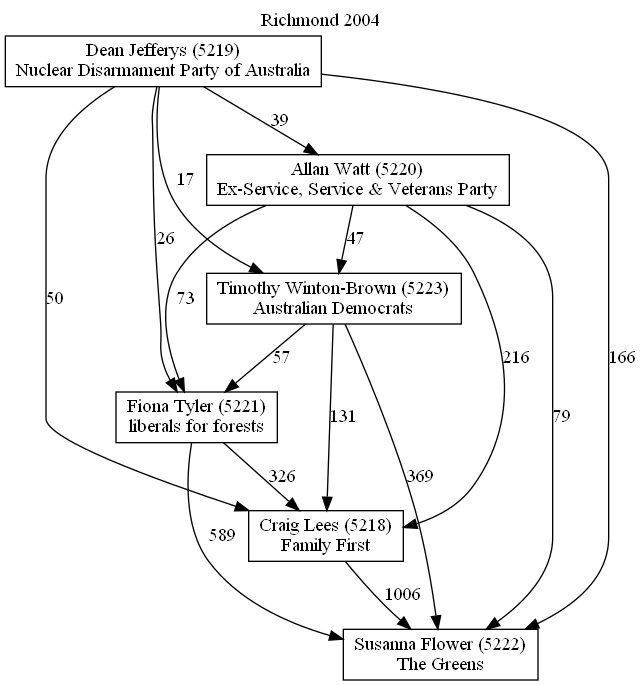 Richmond 2004
Dean Jefferys (5219)
Nuclear Disarmament Party of Australia
39
Allan Watt (5220)
Ex-Service, Service & Veterans Party
17
26
47
73
50
Timothy Winton-Brown (5223)
Australian Democrats
57
216
166
131
79
Fiona Tyler (5221)
liberals for forests
326
369
589
Craig Lees (5218)
Family First
1006
Susanna Flower (5222)
The Greens